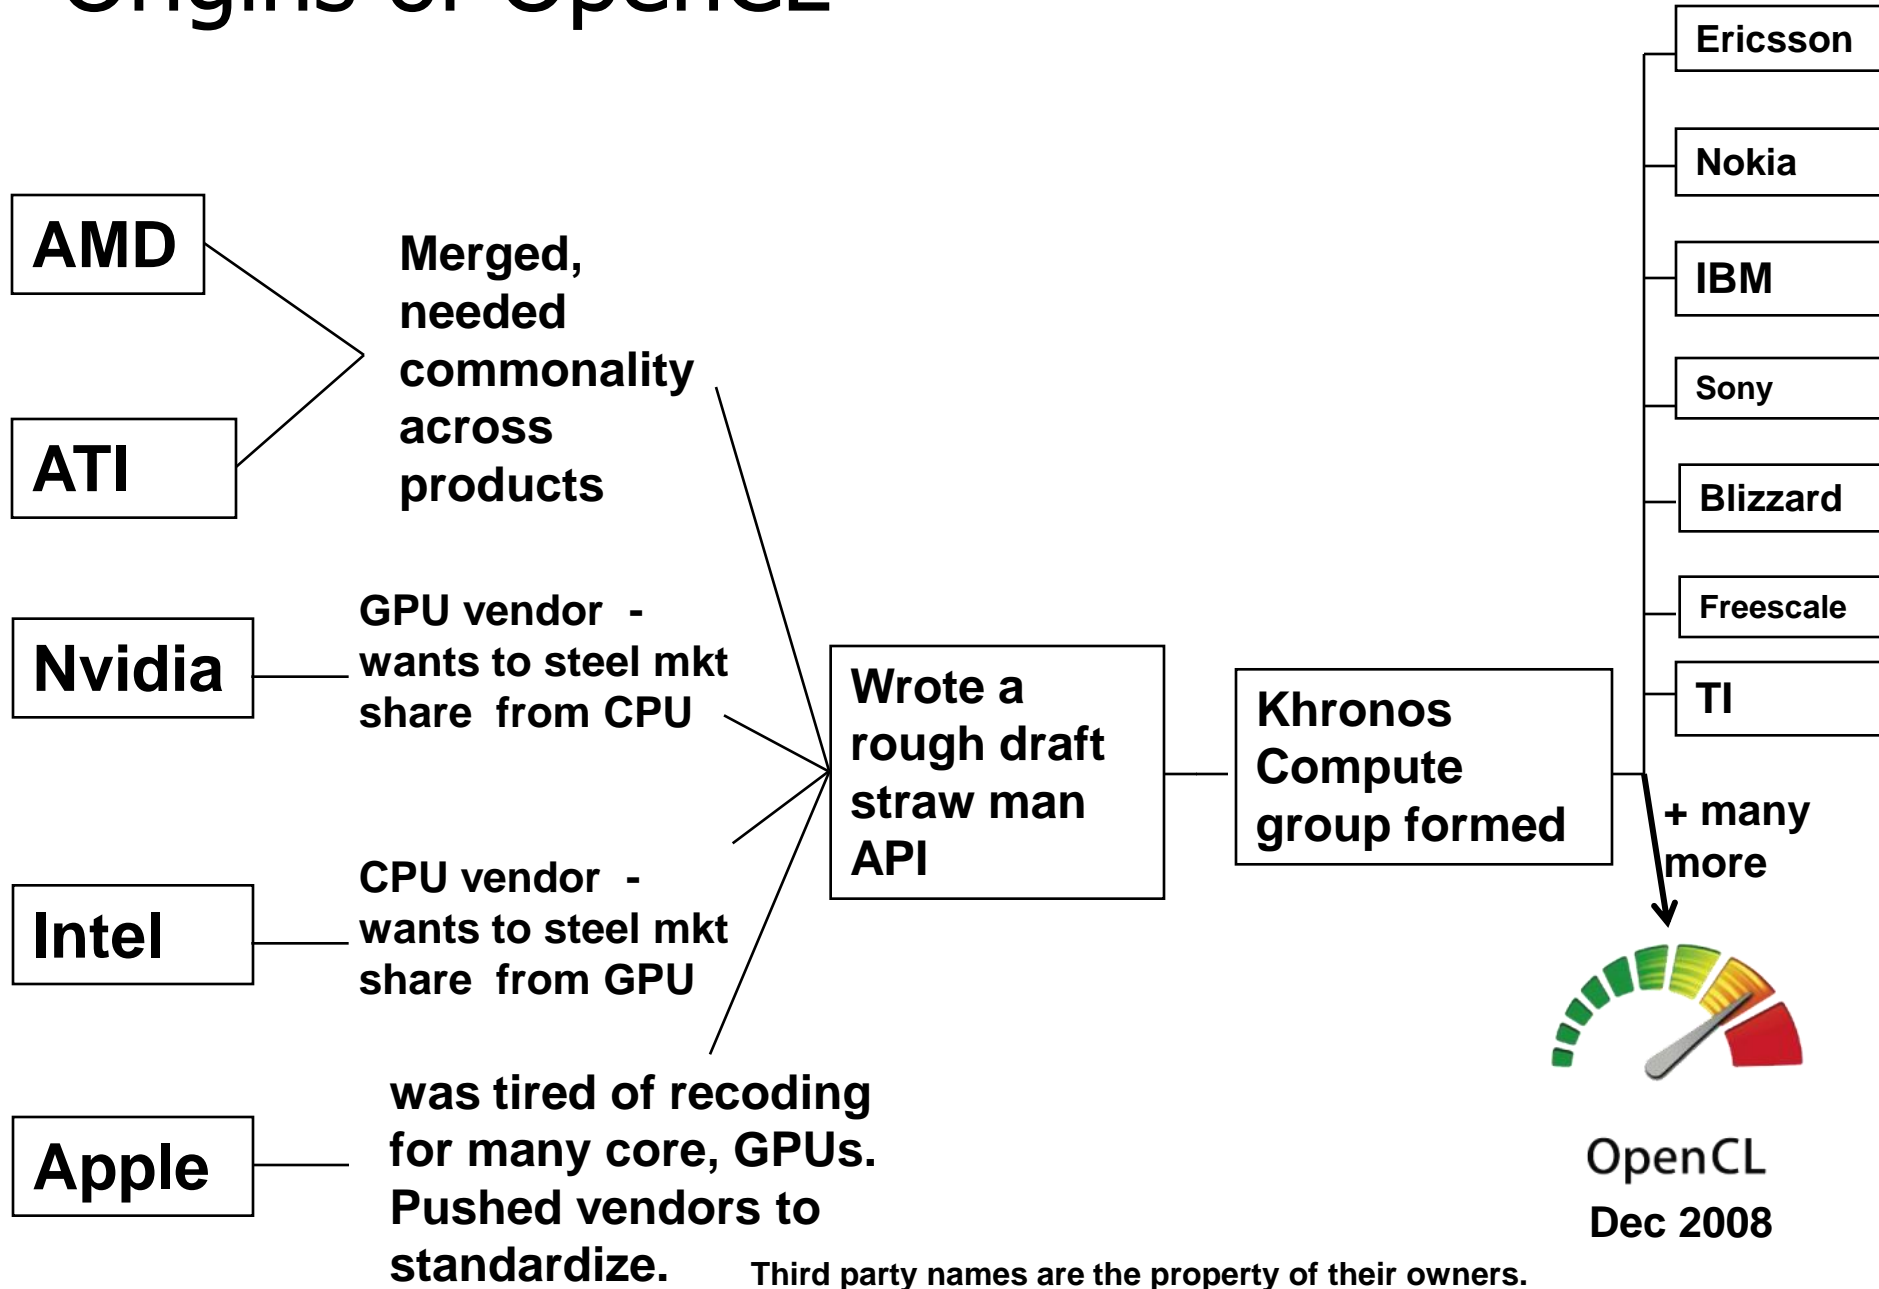 Origins of OpenCL
AMD
ATI
Merged,
needed
commonality
across
products
Nvidia
GPU vendor -
wants to steel mkt
share from CPU
Intel
CPU vendor -
wants to steel mkt
share from GPU
Apple
was tired of recoding
for many core, GPUs.
Pushed vendors to
standardize.
Wrote a
rough draft
straw man
API
Khronos
Compute
group formed
Ericsson
Nokia
IBM
Sony
Blizzard
Freescale
TI
+ many
more
OpenCL
Dec 2008
Third party names are the property of their owners.